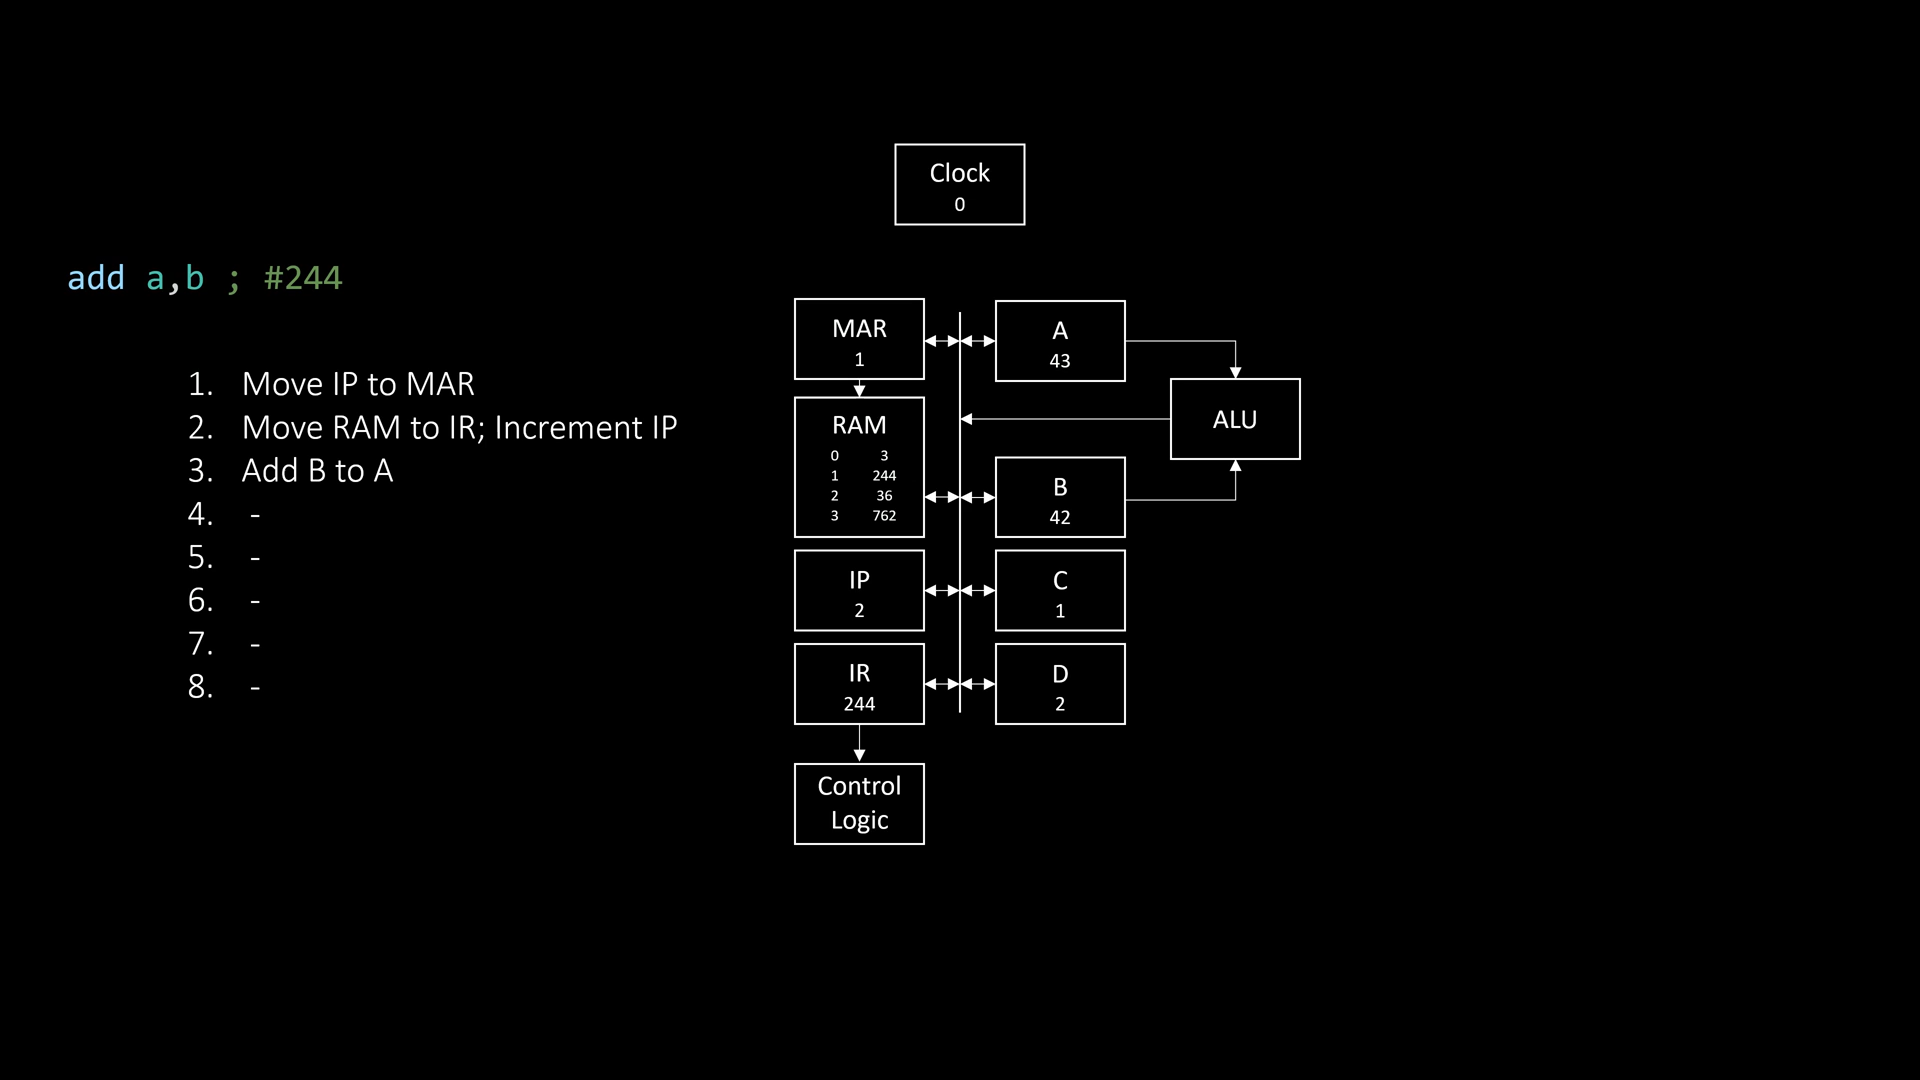 Clock
0
add a,b ; #244
1. Move IP to MAR
2. Move RAM to IR; Increment IP
3. Add B to A
4. -
5. -
6. -
7. -
8. -
MAR
1
RAM
0 3
1 244
2 36
3 762
IP
2
IR
244
Control
Logic
A
43
B
42
C
1
D
2
ALU